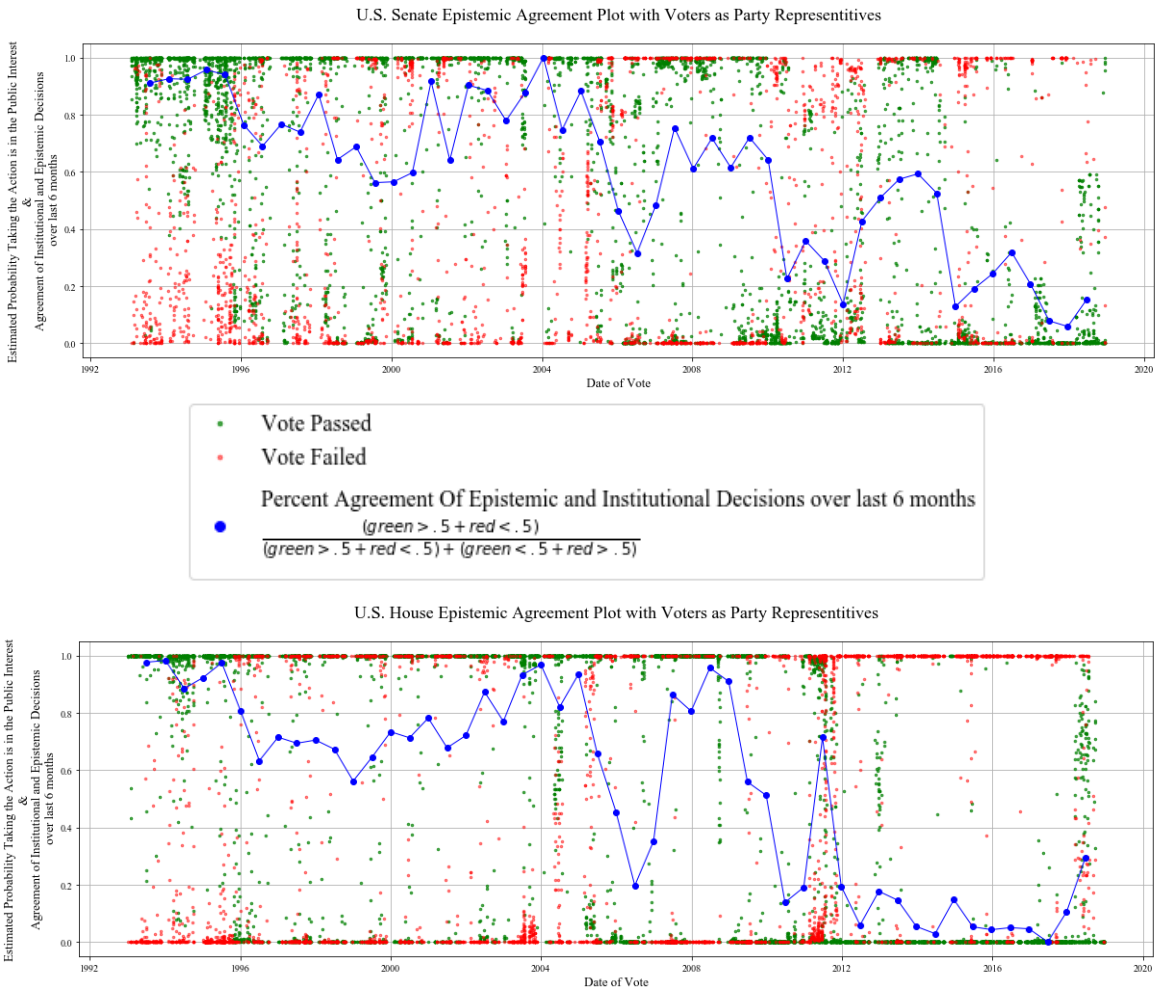 U.S. Senate Epistemic Agreement Plot with Voters as Party Representitives
Estimated Probability Taking the Action is in the Public Interest
&
Agreement of Institutional and Epistemic Decisions
over last 6 months
1.0
0.8
0.6
0.4
0.2
0.0
1992 1996 2000 2004 2008 2012 2016 2020
Date of Vote
Vote Passed
Vote Failed
Percent Agreement Of Epistemic and Institutional Decisions over last 6 months
(green > .5 + red < .5)
(green > .5 + red < .5) + (green < .5 + red > .5)
U.S. House Epistemic Agreement Plot with Voters as Party Representitives
Estimated Probability Taking the Action is in the Public Interest
&
Agreement of Institutional and Epistemic Decisions
over last 6 months
1.0
0.8
0.6
0.4
0.2
0.0
1992 1996 2000 2004 2008 2012 2016 2020
Date of Vote